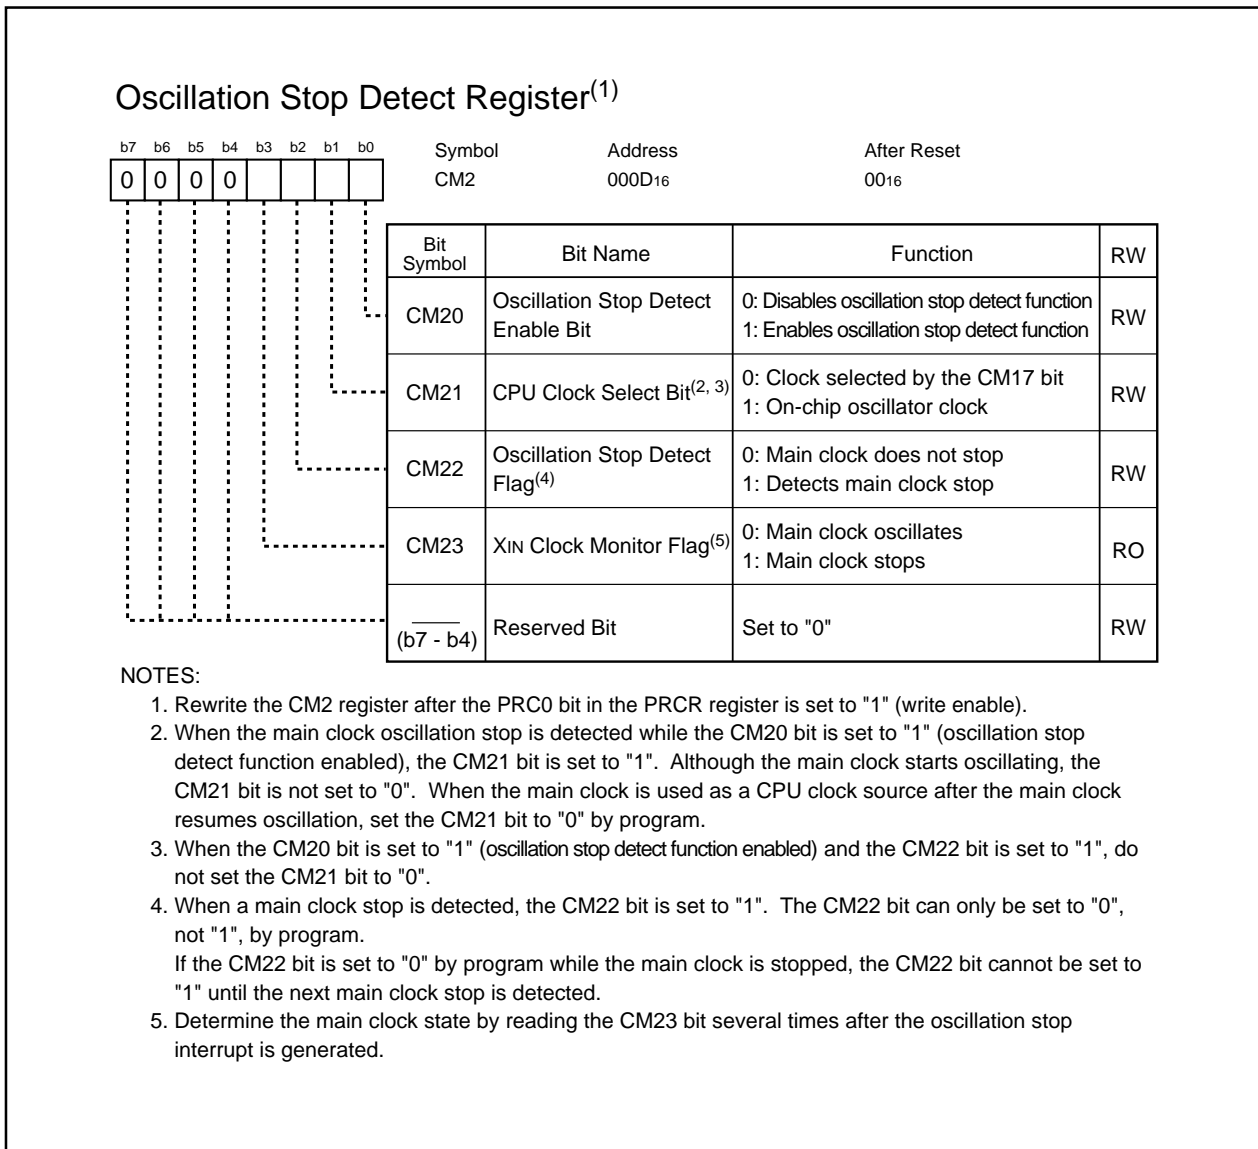 Oscillation Stop Detect Register(1)
b7 b6 b5 b4 b3 b2 b1 b0
Symbol Address After Reset
0 0 0 0
CM2 000D16 0016
Bit Symbol Bit Name Function RW
CM20 Oscillation Stop Detect Enable Bit 0: Disables oscillation stop detect function
1: Enables oscillation stop detect function RW
CM21 CPU Clock Select Bit(2, 3) 0: Clock selected by the CM17 bit
1: On-chip oscillator clock RW
CM22 Oscillation Stop Detect Flag(4) 0: Main clock does not stop
1: Detects main clock stop RW
CM23 XIN Clock Monitor Flag(5) 0: Main clock oscillates
1: Main clock stops RO
(b7 - b4) Reserved Bit Set to "0" RW
NOTES:
1. Rewrite the CM2 register after the PRC0 bit in the PRCR register is set to "1" (write enable).
2. When the main clock oscillation stop is detected while the CM20 bit is set to "1" (oscillation stop
detect function enabled), the CM21 bit is set to "1". Although the main clock starts oscillating, the
CM21 bit is not set to "0". When the main clock is used as a CPU clock source after the main clock
resumes oscillation, set the CM21 bit to "0" by program.
3. When the CM20 bit is set to "1" (oscillation stop detect function enabled) and the CM22 bit is set to "1", do
not set the CM21 bit to "0".
4. When a main clock stop is detected, the CM22 bit is set to "1". The CM22 bit can only be set to "0",
not "1", by program.
If the CM22 bit is set to "0" by program while the main clock is stopped, the CM22 bit cannot be set to
"1" until the next main clock stop is detected.
5. Determine the main clock state by reading the CM23 bit several times after the oscillation stop
interrupt is generated.